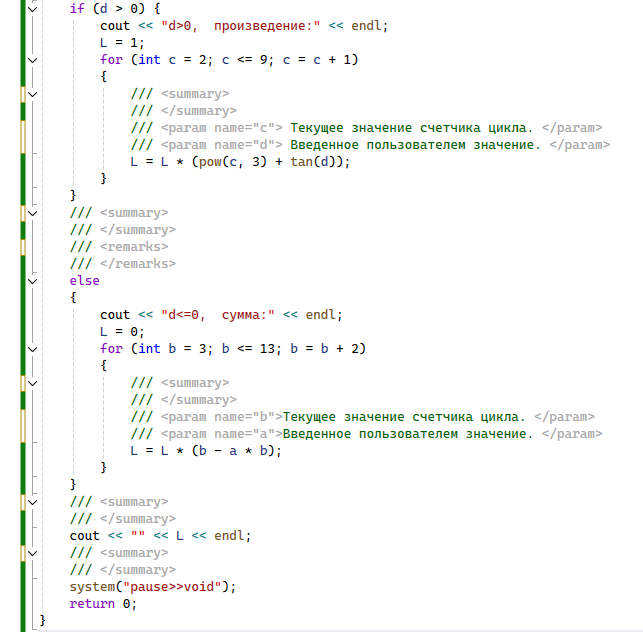 if (d > 0) {
cout << "d>0,  произведение:" << endl;
L = 1;
for (int c = 2; c <= 9; c = c + 1)
{
/// <summary>
/// </summary>
/// <param name="c"> Текущее значение счетчика цикла. </param>
/// <param name="d"> Введенное пользователем значение. </param>
L = L * (pow(c, 3) + tan(d));
}
}
/// <summary>
/// </summary>
/// <remarks>
/// </remarks>
else
{
cout << "d<=0,  сумма:" << endl;
L = 0;
for (int b = 3; b <= 13; b = b + 2)
{
/// <summary>
/// </summary>
/// <param name="b">Текущее значение счетчика цикла. </param>
/// <param name="a">Введенное пользователем значение. </param>
L = L * (b - a * b);
}
}
/// <summary>
/// </summary>
cout << "" << L << endl;
/// <summary>
/// </summary>
system("pause>>void");
return 0;
}